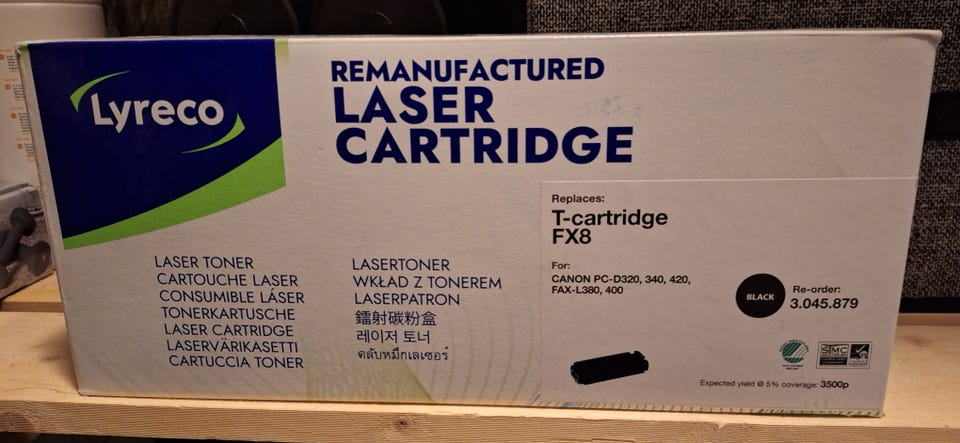 Lyreco
REMANUFACTURED
LASER
CARTRIDGE
LASER TONER
CARTOUCHE LASER
CONSUMIBLE LÁSER
TONERKARTUSCHE
LASER CARTRIDGE
LASERVÄRIKASETTI
CARTUCCIA TONER
LASERTONER
WKŁAD Z TONEREM
LASERPATRON
鐳射碳粉盒
레이저 토너
ตลับหมึกเลเซอร์
Replaces:
T-cartridge
FX8
For:
CANON PC-D320, 340, 420,
FAX-L380, 400
BLACK
Re-order:
3.045.879
STMC
Expected yield @ 5% coverage: 3500p